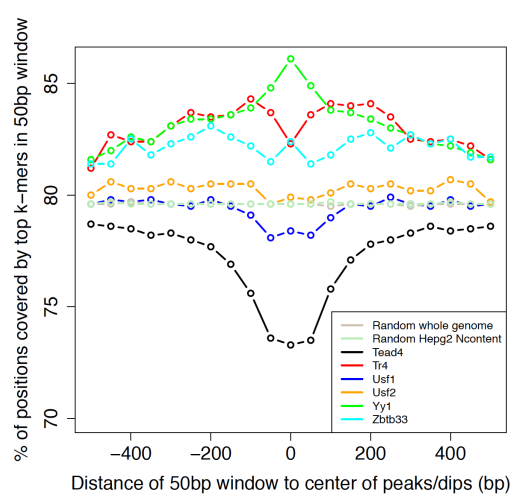 % of positions covered by top k−mers in 50bp window
85
80
75
70
−400
−200
0
200
400
Distance of 50bp window to center of peaks/dips (bp)
Random whole genome
Random Hepg2 Ncontent
Tead4
Tr4
Usf1
Usf2
Yy1
Zbtb33